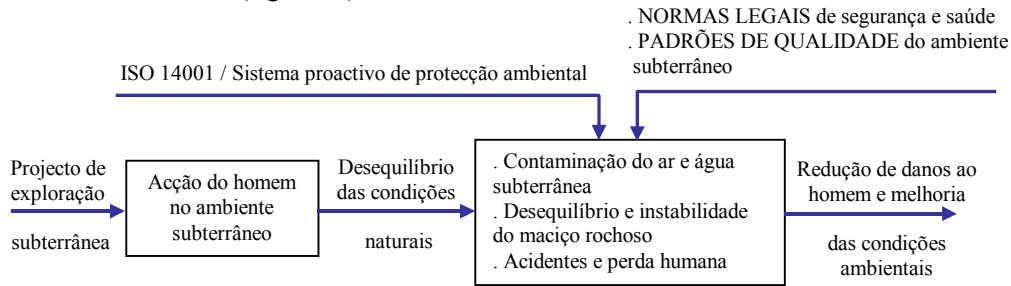 . NORMAS LEGAIS de segurança e saúde
. PADRÕES DE QUALIDADE do ambiente
subterrâneo
ISO 14001 / Sistema proactivo de protecção ambiental
Projecto de
exploração
subterrânea
Acção do homem
no ambiente
subterrâneo
Desequilíbrio
das condições
naturais
. Contaminação do ar e água
subterrânea
. Desequilíbrio e instabilidade
do maciço rochoso
. Acidentes e perda humana
Redução de danos ao
homem e melhoria
das condições
ambientais